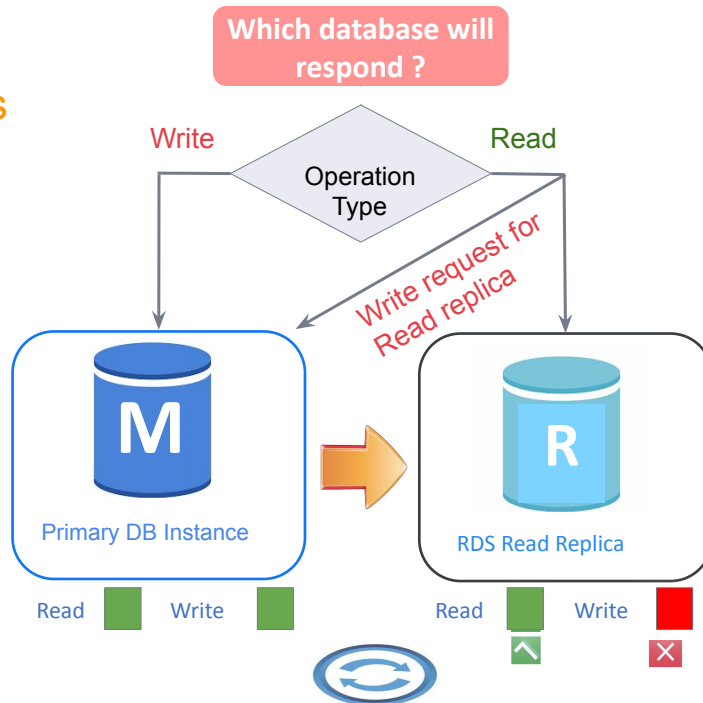 Which database will
respond ?
s
Write
Read
Operation
Type
Write request for
Read replica
M
R
Primary DB Instance
RDS Read Replica
Read
Write
Read
Write